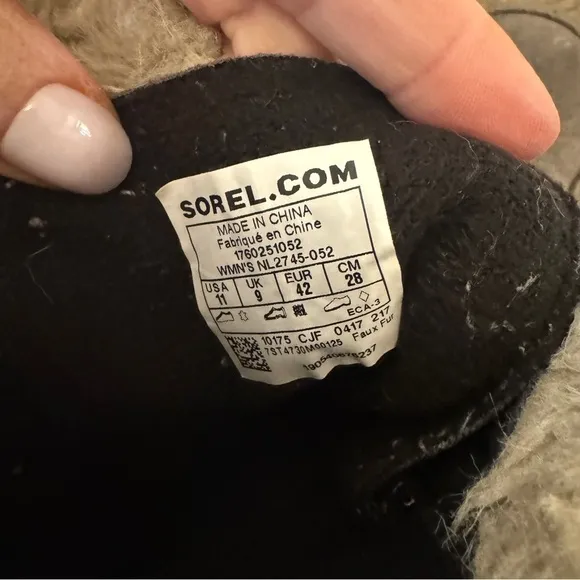 SOREL.COM
MADE IN CHINA
Fabriqué en Chine
1760251052
WMN'S NL2745-052
USA UK EUR CM
11 9 42 28
ECA-3
10175 CJF 0417 217
7ST4730M00125 Faux Fur